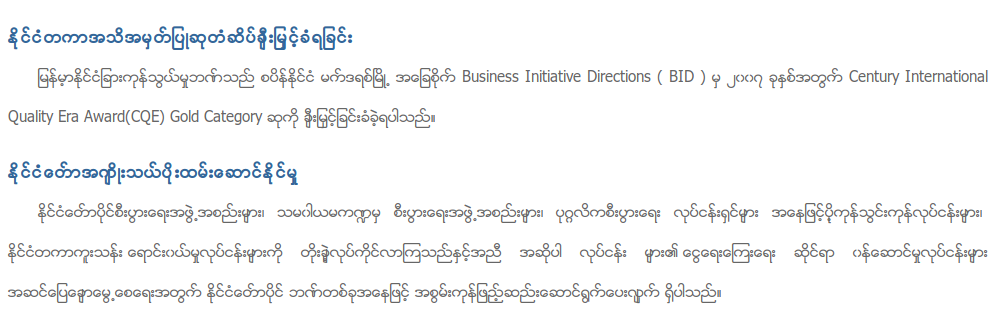 နိုင်ငံတကာအသိအမှတ်ပြုဆုတံဆိပ်ချီးမြှင့်ခံရခြင်း
မြန်မာ့နိုင်ငံခြားကုန်သွယ်မှုဘဏ်သည် စပိန်နိုင်ငံ မက်ဒရစ်မြို့ အခြေစိုက် Business Initiative Directions ( BID ) မှ ၂၀၀၇ ခုနှစ်အတွက် Century International
Quality Era Award(CQE) Gold Category ဆုကို ချီးမြှင့်ခြင်းခံခဲ့ရပါသည်။
နိုင်ငံတော်အကျိုးသယ်ပိုးထမ်းဆောင်နိုင်မှု
နိုင်ငံတော်ပိုင်စီးပွားရေးအဖွဲ့အစည်းများ၊ သမဝါယမကဏ္ဍမှ စီးပွားရေးအဖွဲ့အစည်းများ၊ ပုဂ္ဂလိကစီးပွားရေး လုပ်ငန်းရှင်များ အနေဖြင့်ပို့ကုန်သွင်းကုန်လုပ်ငန်းများ၊
နိုင်ငံတကာကူးသန်း ရောင်းဝယ်မှုလုပ်ငန်းများကို တိုးချဲ့လုပ်ကိုင်လာကြသည်နှင့်အညီ အဆိုပါ လုပ်ငန်း များ၏ ငွေရေးကြေးရေး ဆိုင်ရာ ဝန်ဆောင်မှုလုပ်ငန်းများ
အဆင်ပြေချောမွေ့စေရေးအတွက် နိုင်ငံတော်ပိုင် ဘဏ်တစ်ခုအနေဖြင့် အစွမ်းကုန်ဖြည့်ဆည်းဆောင်ရွက်ပေးလျှက် ရှိပါသည်။